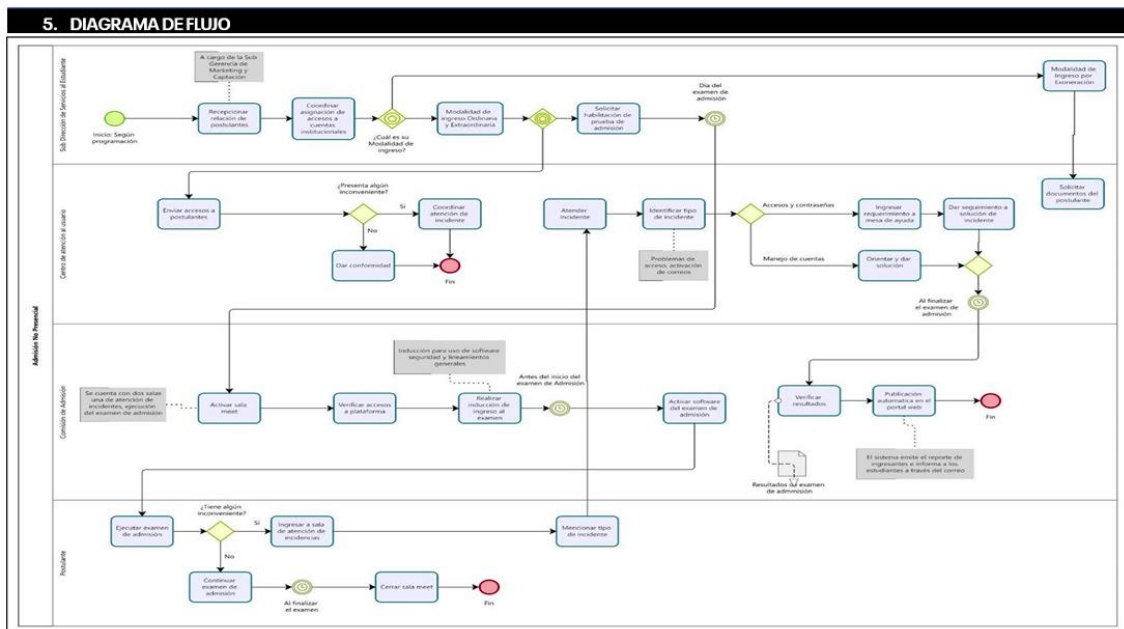 5. DIAGRAMA DE FLUJO
Admisión No Presencial
Sub Dirección de Servicios al Estudiante
A cargo de la Sub
Gerencia de
Marketing y
Captación
Inicio: Según
programación
Recepcionar
relación de
postulantes
Coordinar
asignación de
accesos a
cuentas
institucionales
¿Cuál es su
Modalidad de
ingreso?
Modalidad de
ingreso Ordinaria
y Extraordinaria
Solicitar
habilitación de
prueba de
admisión
Día del
examen de
admisión
Modalidad de
Ingreso por
Exoneración
Centro de atención al usuario
Enviar accesos a
postulantes
¿Presenta algún
inconveniente?
Si
No
Coordinar
atención de
incidente
Dar conformidad
Fin
Atender
incidente
Identificar tipo
de incidente
Problemas de
acceso, activación
de correos
Accesos y contraseñas
Manejo de cuentas
Ingresar
requerimiento a
mesa de ayuda
Dar seguimiento a
solución de
incidente
Orientar y dar
solución
Solicitar
documentos del
postulante
Al finalizar
el examen de
admisión
Comisión de Admisión
Se cuenta con dos salas
una de atención de
incidentes, ejecución
del examen de admisión
Activar sala
meet
Verificar accesos
a plataforma
Inducción para uso de software
seguridad y lineamientos
generales
Realizar
inducción de
ingreso al
examen
Antes del inicio del
examen de Admisión
Activar software
del examen de
admisión
Verificar
resultados
Publicación
automatica en el
portal web
Fin
El sistema emite el reporte de
ingresantes e informa a los
estudiantes a través del correo
Resultados del examen
de admmisión
Postulante
Ejecutar examen
de admisión
¿Tiene algún
inconveniente?
Si
No
Ingresar a sala
de atención de
incidencias
Mencionar tipo
de incidente
Continuar
examen de
admisión
Al finalizar
el examen
Cerrar sala meet
Fin